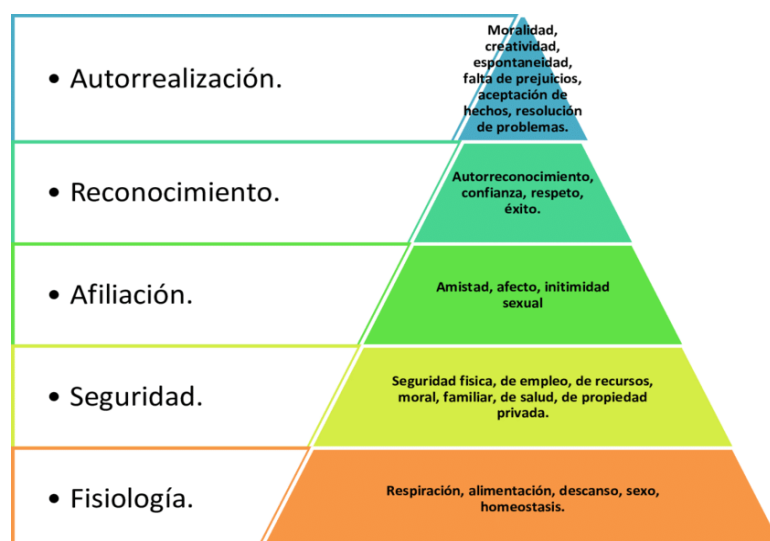 • Autorrealización.
Moralidad,
creatividad,
espontaneidad,
falta de prejuicios,
aceptación de
hechos, resolución
de problemas.
• Reconocimiento.
Autorreconocimiento,
confianza, respeto,
éxito.
• Afiliación.
Amistad, afecto, initimidad
sexual
• Seguridad.
Seguridad fisica, de empleo, de recursos,
moral, familiar, de salud, de propiedad
privada.
• Fisiología.
Respiración, alimentación, descanso, sexo,
homeostasis.